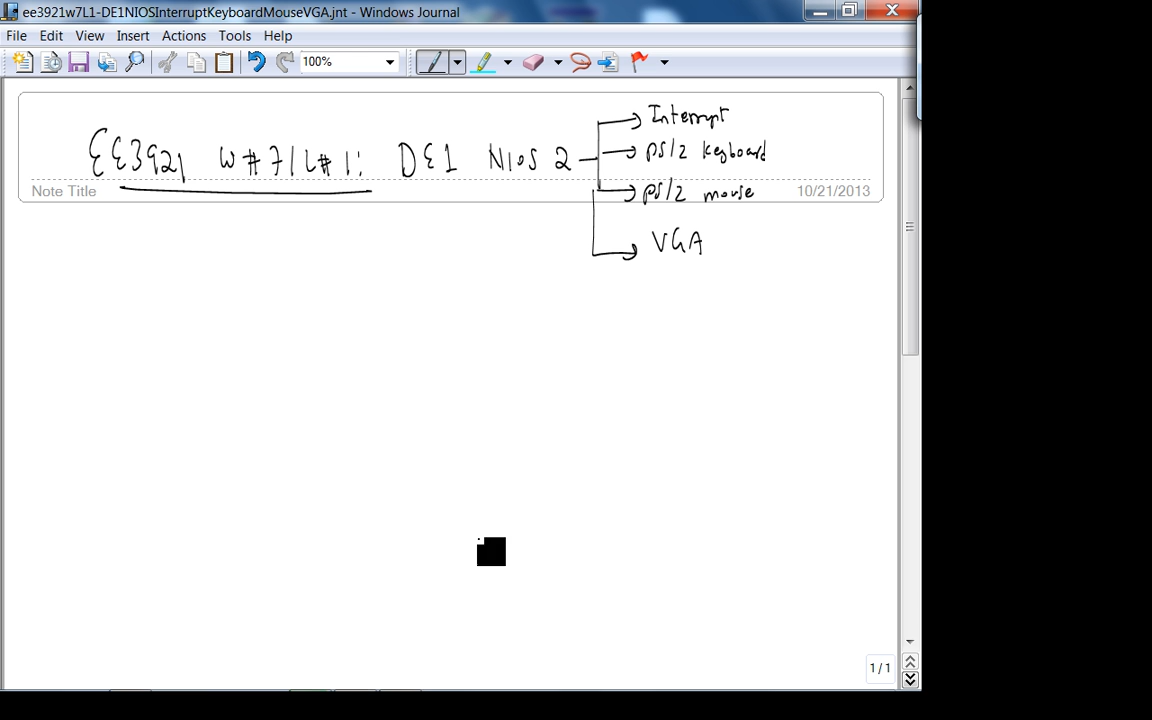 ee3921w7L1-DE1NIOSInterruptKeyboardMouseVGA.jnt - Windows Journal
File Edit View Insert Actions Tools Help
100%
Interrupt
EE3921 W#7/L#1: DE1 NIOS 2
PS/2 Keyboard
Note Title
PS/2 mouse
10/21/2013
VGA
1 / 1